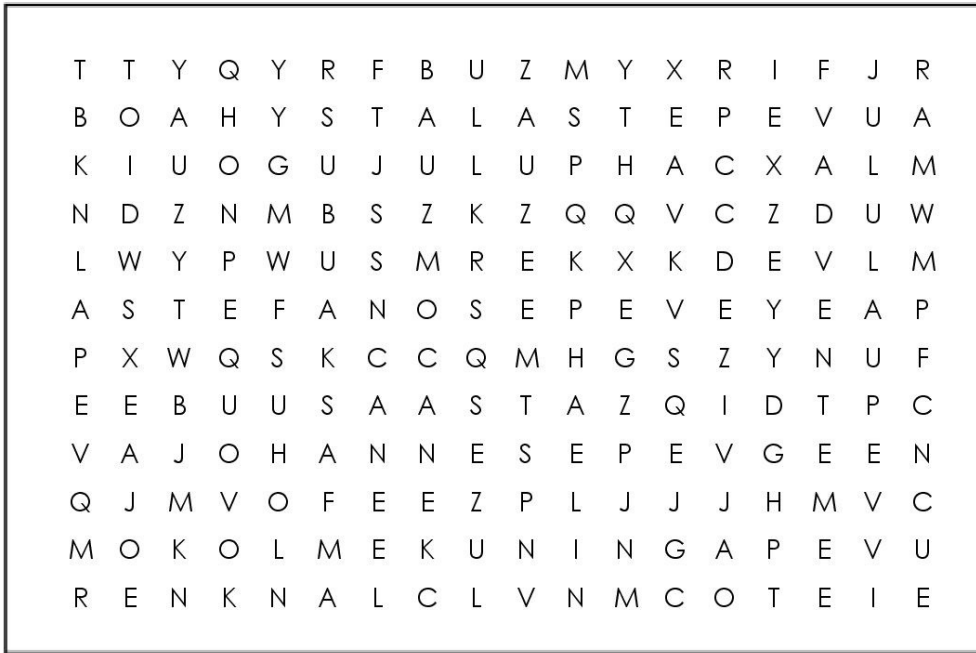 T T Y Q Y R F B U Z M Y X R I F J R
B O A H Y S T A L A S T E P E V U A
K I U O G U J U L U P H A C X A L M
N D Z N M B S Z K Z Q Q V C Z D U W
L W Y P W U S M R E K X K D E V L M
A S T E F A N O S E P E V E Y E A P
P X W Q S K C C Q M H G S Z Y N U F
E E B U U S A A S T A Z Q I D T P C
V A J O H A N N E S E P E V G E E N
Q J M V O F E E Z P L J J J H M V C
M O K O L M E K U N I N G A P E V U
R E N K N A L C L V N M C O T E I E